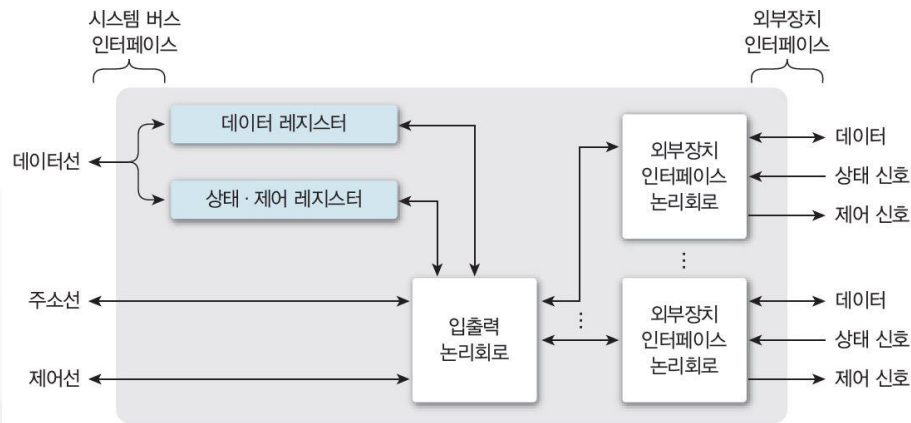 시스템 버스
인터페이스
외부장치
인터페이스
데이터 레지스터
데이터선
상태·제어 레지스터
외부장치
인터페이스
논리회로
데이터
상태 신호
제어 신호
주소선
제어선
입출력
논리회로
외부장치
인터페이스
논리회로
데이터
상태 신호
제어 신호